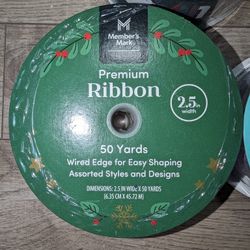 Member's
Mark
Premium
Ribbon
2.5in
width
50 Yards
Wired Edge for Easy Shaping
Assorted Styles and Designs
DIMENSIONS: 2.5 IN WIDE X 50 YARDS
(6.35 CM X 45.72 M)